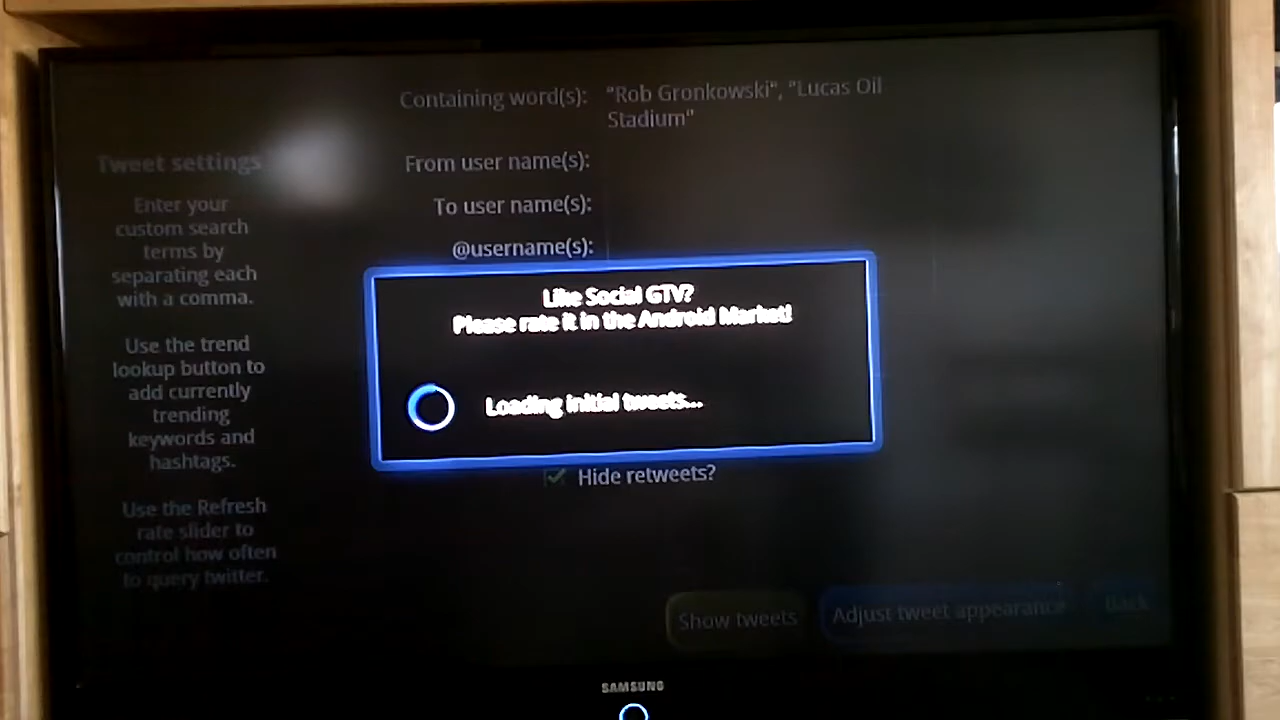 Containing word(s): "Rob Gronkowski", "Lucas Oil
Stadium"
Tweet settings
From user name(s):
Enter your
custom search
terms by
separating each
with a comma.
To user name(s):
@username(s):
Like Social GTV?
Please rate it in the Android Market!
Loading initial tweets...
Use the trend
lookup button to
add currently
trending
keywords and
hashtags.
Hide retweets?
Use the Refresh
rate slider to
control how often
to query twitter.
Show tweets
Adjust tweet appearance
Back
SAMSUNG